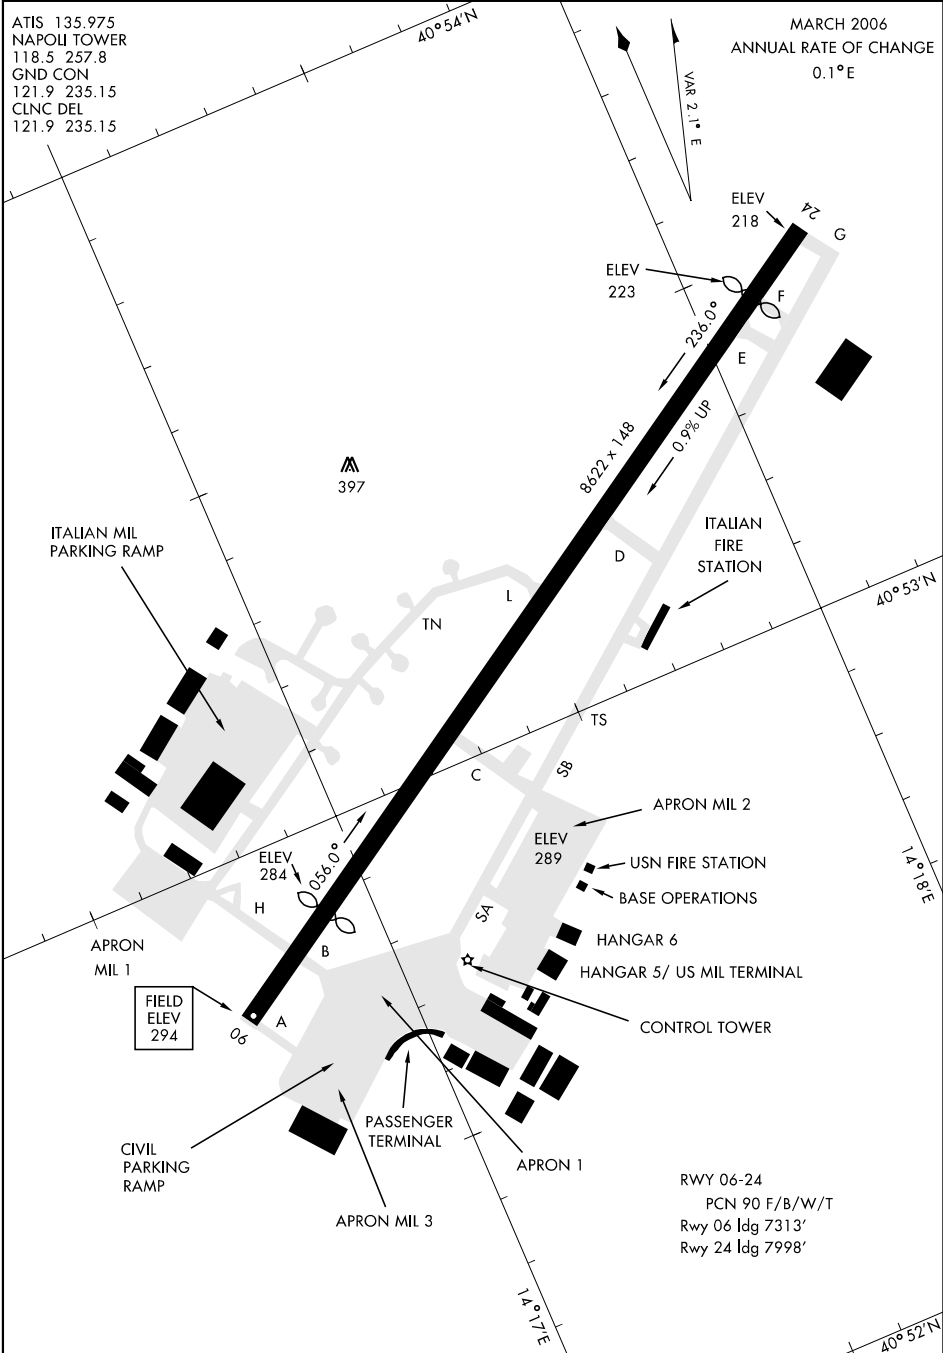 ATIS 135.975
NAPOLI TOWER
118.5 257.8
GND CON
121.9 235.15
CLNC DEL
121.9 235.15
40°54'N
MARCH 2006
ANNUAL RATE OF CHANGE
0.1°E
VAR 2.1° E
ELEV
218
24
G
ELEV
223
F
236.0°
E
0.9% UP
8622 x 148
397
ITALIAN MIL
PARKING RAMP
ITALIAN
FIRE
STATION
D
40°53'N
L
TN
TS
C
SB
APRON MIL 2
ELEV
289
ELEV
284
056.0°
USN FIRE STATION
14°18'E
BASE OPERATIONS
H
SA
HANGAR 6
APRON
MIL 1
B
HANGAR 5/ US MIL TERMINAL
FIELD
ELEV
294
A
06
CONTROL TOWER
PASSENGER
TERMINAL
CIVIL
PARKING
RAMP
APRON 1
APRON MIL 3
RWY 06-24
PCN 90 F/B/W/T
Rwy 06 ldg 7313'
Rwy 24 ldg 7998'
14°17'E
40°52'N